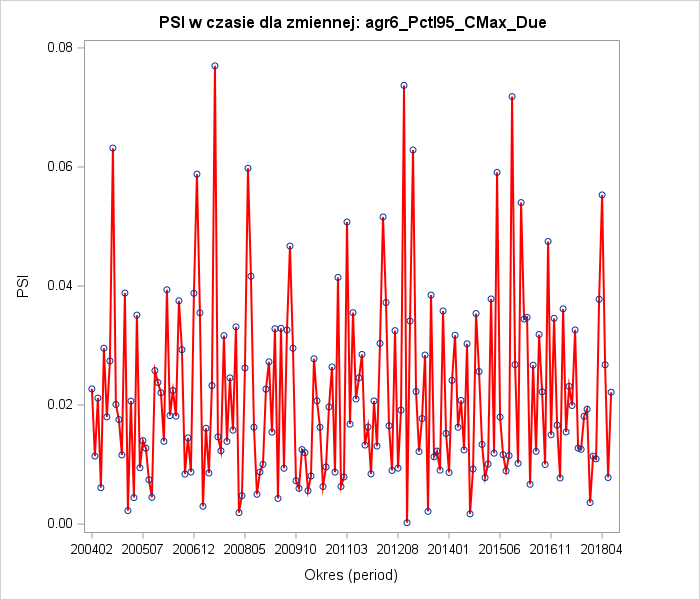 PSI w czasie dla zmiennej: agr6_Pctl95_CMax_Due
0.08
0.06
0.04
0.02
0.00
PSI
200402 200507 200612 200805 200910 201103 201208 201401 201506 201611 201804
Okres (period)